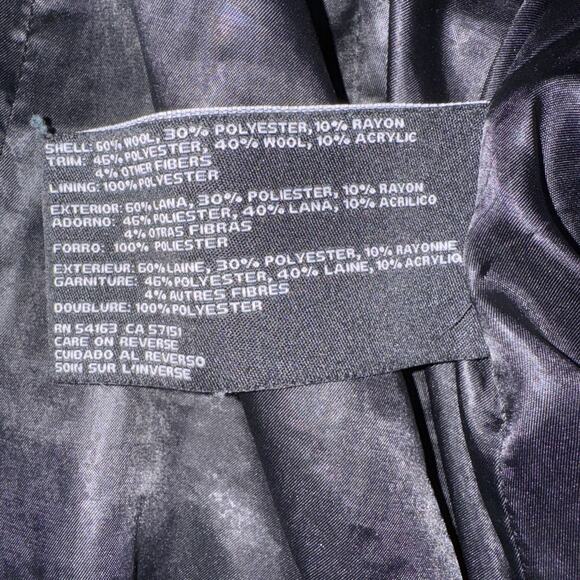 SHELL: 60% WOOL, 30% POLYESTER, 10% RAYON
TRIM: 46% POLYESTER, 40% WOOL, 10% ACRYLIC
4% OTHER FIBERS
LINING: 100% POLYESTER
EXTERIOR: 60% LANA, 30% POLIESTER, 10% RAYON
ADORNO: 46% POLIESTER, 40% LANA, 10% ACRILICO
4% OTRAS FIBRAS
FORRO: 100% POLIESTER
EXTERIEUR: 60% LAINE, 30% POLYESTER, 10% RAYONNE
GARNITURE: 46% POLYESTER, 40% LAINE, 10% ACRYLIQ
4% AUTRES FIBRES
DOUBLURE: 100% POLYESTER
RN 54163 CA 57151
CARE ON REVERSE
CUIDADO AL REVERSO
SOIN SUR L'INVERSE